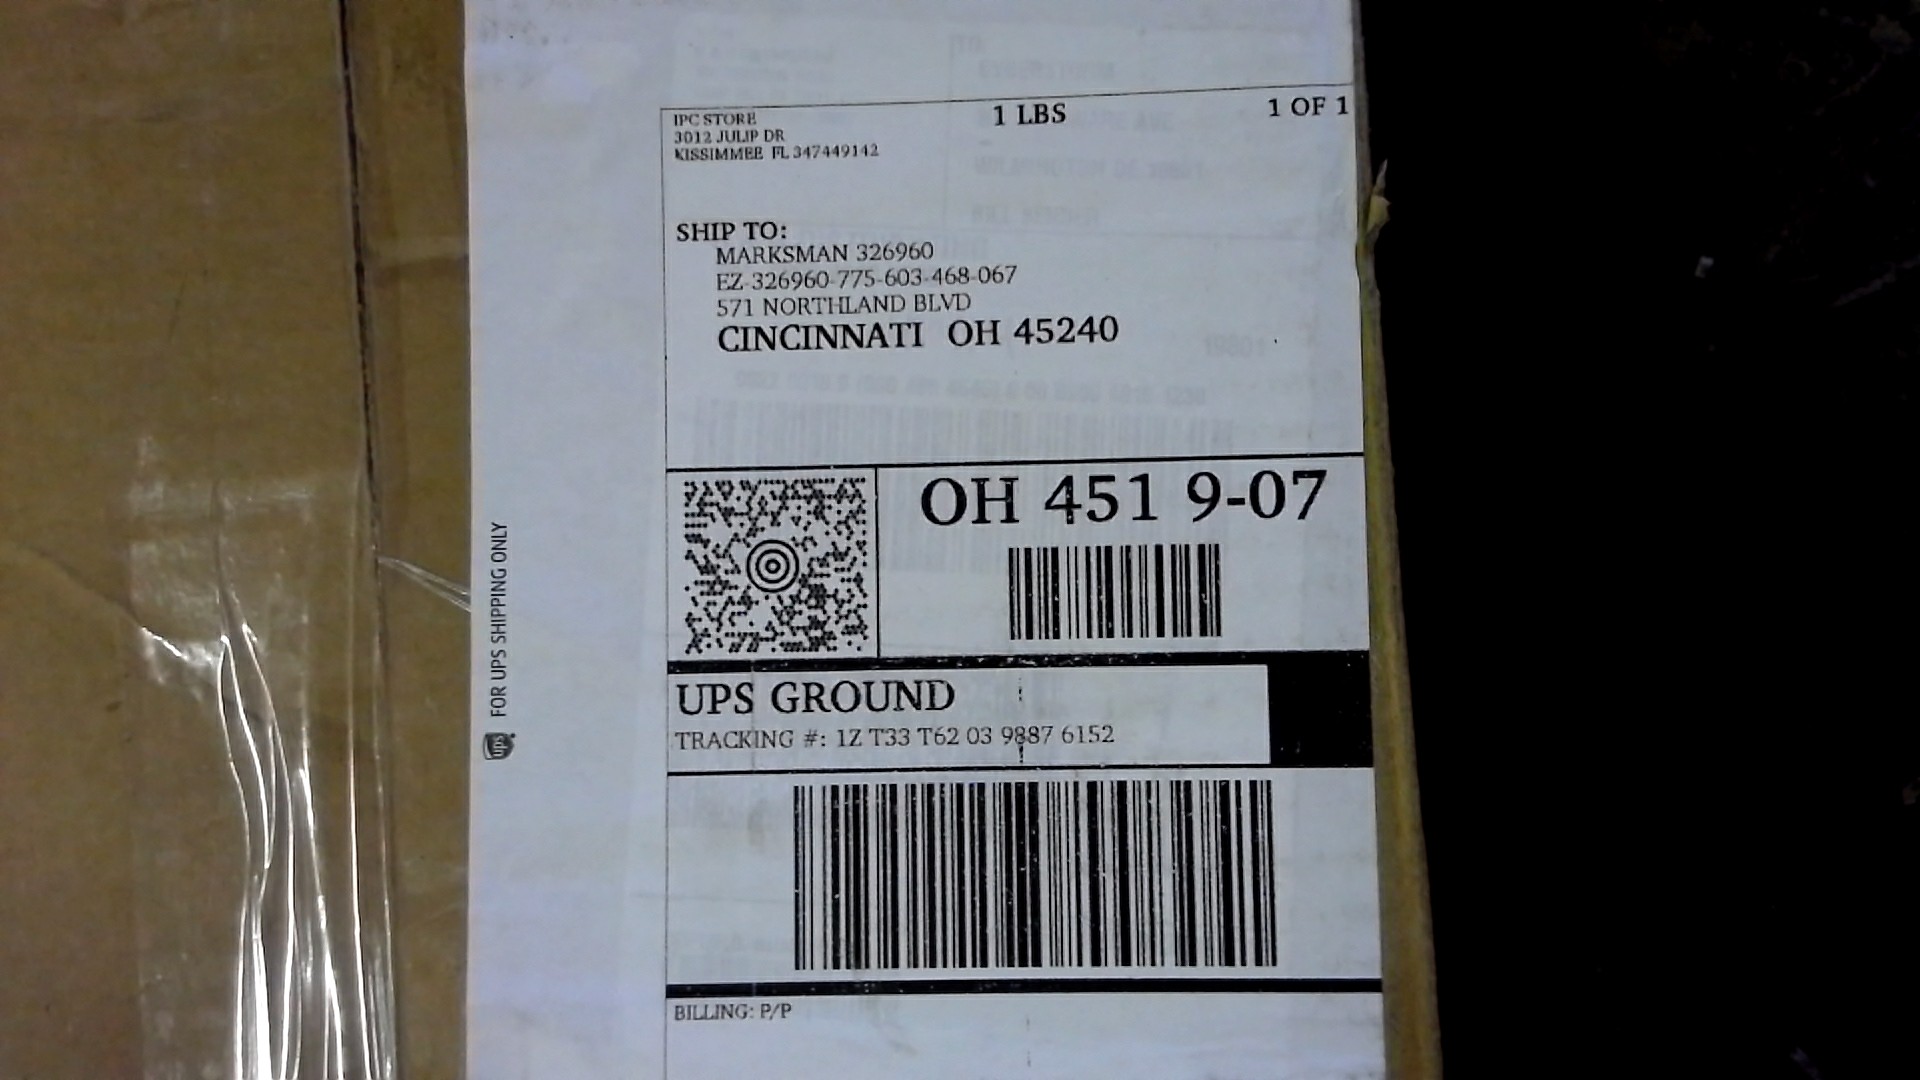 IPC STORE
3012 JULIP DR
KISSIMMEE FL 347449142
1 LBS
1 OF 1
SHIP TO:
MARKSMAN 326960
EZ-326960-775-603-468-067
571 NORTHLAND BLVD
CINCINNATI OH 45240
OH 451 9-07
UPS GROUND
TRACKING #: 1Z T33 T62 03 9887 6152
BILLING: P/P
FOR UPS SHIPPING ONLY
ups